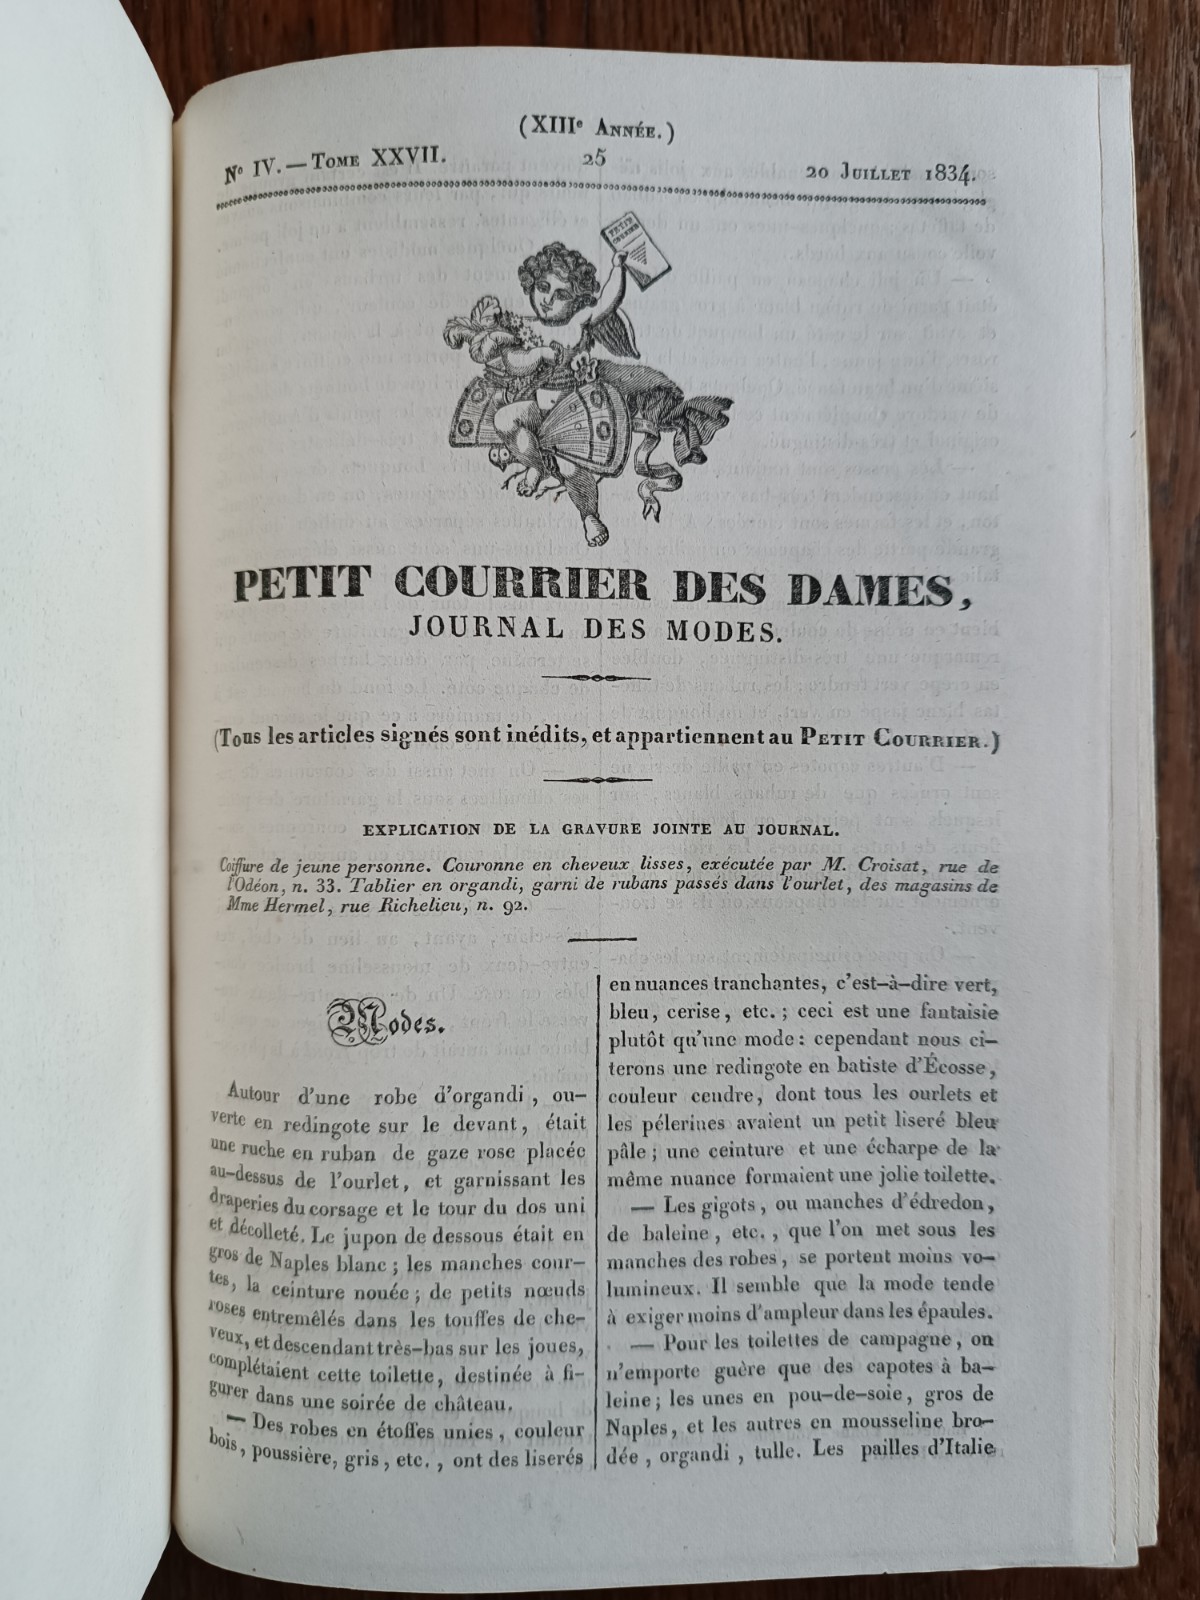 (XIIIe ANNÉE.)
No IV. — TOME XXVII.
25
20 JUILLET 1834.
PETIT COURRIER
PETIT COURRIER DES DAMES,
JOURNAL DES MODES.
(Tous les articles signés sont inédits, et appartiennent au PETIT COURRIER.)
EXPLICATION DE LA GRAVURE JOINTE AU JOURNAL.
Coiffure de jeune personne. Couronne en cheveux lisses, exécutée par M. Croisat, rue de
l'Odéon, n. 33. Tablier en organdi, garni de rubans passés dans l'ourlet, des magasins de
Mme Hermel, rue Richelieu, n. 92.
Modes.
Autour d'une robe d'organdi, ou-
verte en redingote sur le devant, était
une ruche en ruban de gaze rose placée
au-dessus de l'ourlet, et garnissant les
draperies du corsage et le tour du dos uni
et décolleté. Le jupon de dessous était en
gros de Naples blanc; les manches cour-
tes, la ceinture nouée; de petits nœuds
roses entremêlés dans les touffes de che-
veux, et descendant très-bas sur les joues,
complétaient cette toilette, destinée à fi-
gurer dans une soirée de château.
— Des robes en étoffes unies, couleur
bois, poussière, gris, etc., ont des liserés
en nuances tranchantes, c'est-à-dire vert,
bleu, cerise, etc.; ceci est une fantaisie
plutôt qu'une mode: cependant nous ci-
terons une redingote en batiste d'Écosse,
couleur cendre, dont tous les ourlets et
les pélerines avaient un petit liseré bleu
pâle; une ceinture et une écharpe de la
même nuance formaient une jolie toilette.
— Les gigots, ou manches d'édredon,
de baleine, etc., que l'on met sous les
manches des robes, se portent moins vo-
lumineux. Il semble que la mode tende
à exiger moins d'ampleur dans les épaules.
— Pour les toilettes de campagne, on
n'emporte guère que des capotes à ba-
leine; les unes en pou-de-soie, gros de
Naples, et les autres en mousseline bro-
dée, organdi, tulle. Les pailles d'Italie